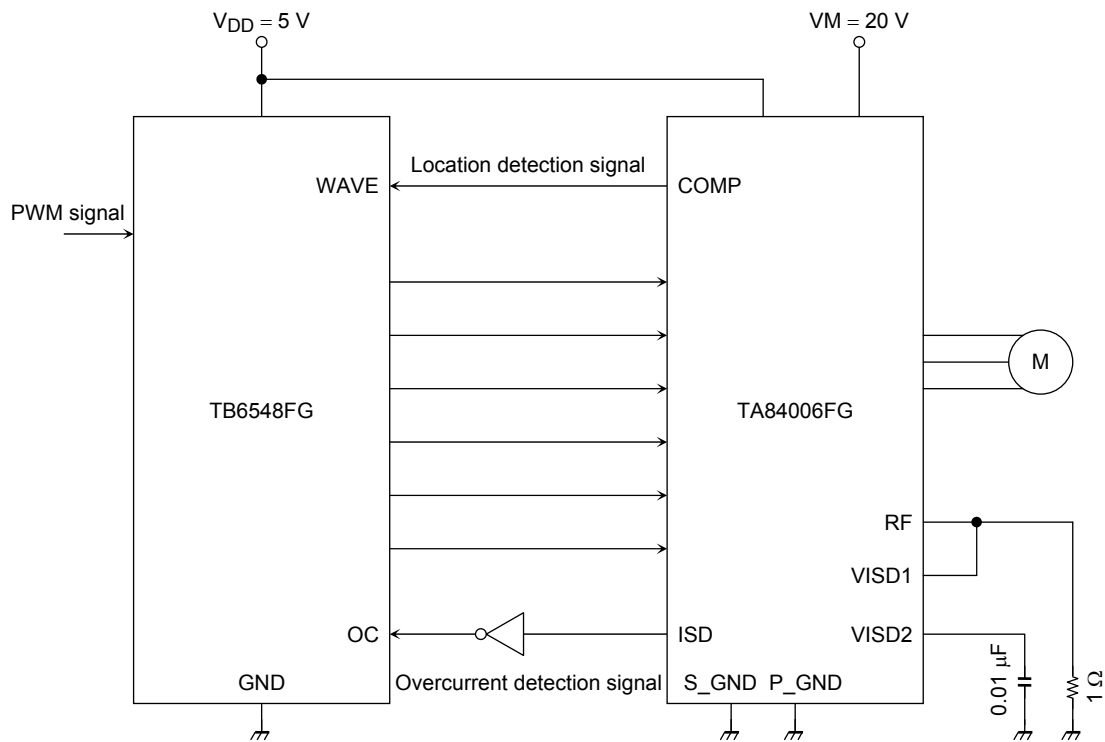 V_DD = 5 V
VM = 20 V
Location detection signal
WAVE
COMP
PWM signal
M
TB6548FG
TA84006FG
RF
VISD1
OC
ISD
VISD2
GND
Overcurrent detection signal
S_GND
P_GND
0.01 μF
1 Ω